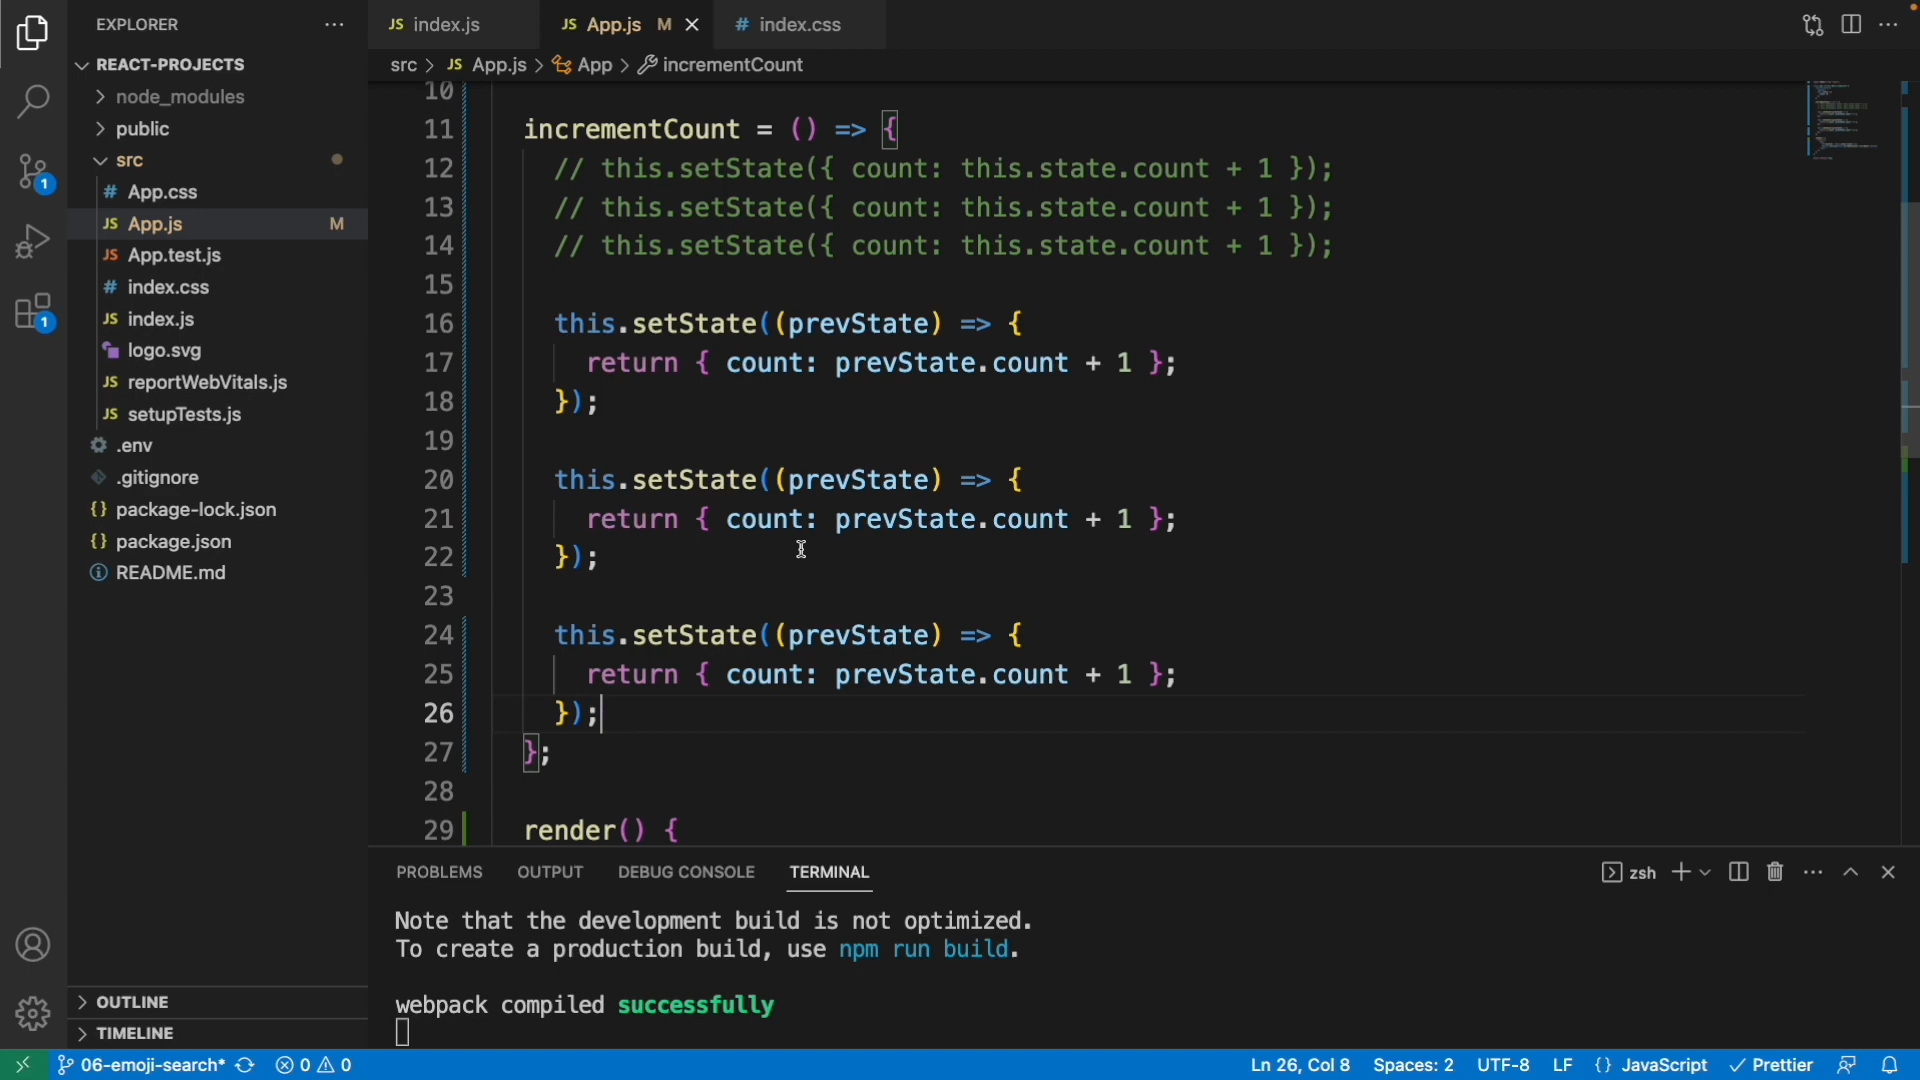 EXPLORER
REACT-PROJECTS
node_modules
public
src
App.css
App.js M
App.test.js
index.css
index.js
logo.svg
reportWebVitals.js
setupTests.js
.env
.gitignore
package-lock.json
package.json
README.md
OUTLINE
TIMELINE
1
1
JS index.js
JS App.js M
# index.css
src > JS App.js > App > incrementCount
10
11 incrementCount = () => {
12 // this.setState({ count: this.state.count + 1 });
13 // this.setState({ count: this.state.count + 1 });
14 // this.setState({ count: this.state.count + 1 });
15
16 this.setState((prevState) => {
17 return { count: prevState.count + 1 };
18 });
19
20 this.setState((prevState) => {
21 return { count: prevState.count + 1 };
22 });
23
24 this.setState((prevState) => {
25 return { count: prevState.count + 1 };
26 });
27 };
28
29 render() {
PROBLEMS OUTPUT DEBUG CONSOLE TERMINAL zsh
Note that the development build is not optimized.
To create a production build, use npm run build.
webpack compiled successfully
06-emoji-search* 0 0 Ln 26, Col 8 Spaces: 2 UTF-8 LF {} JavaScript Prettier